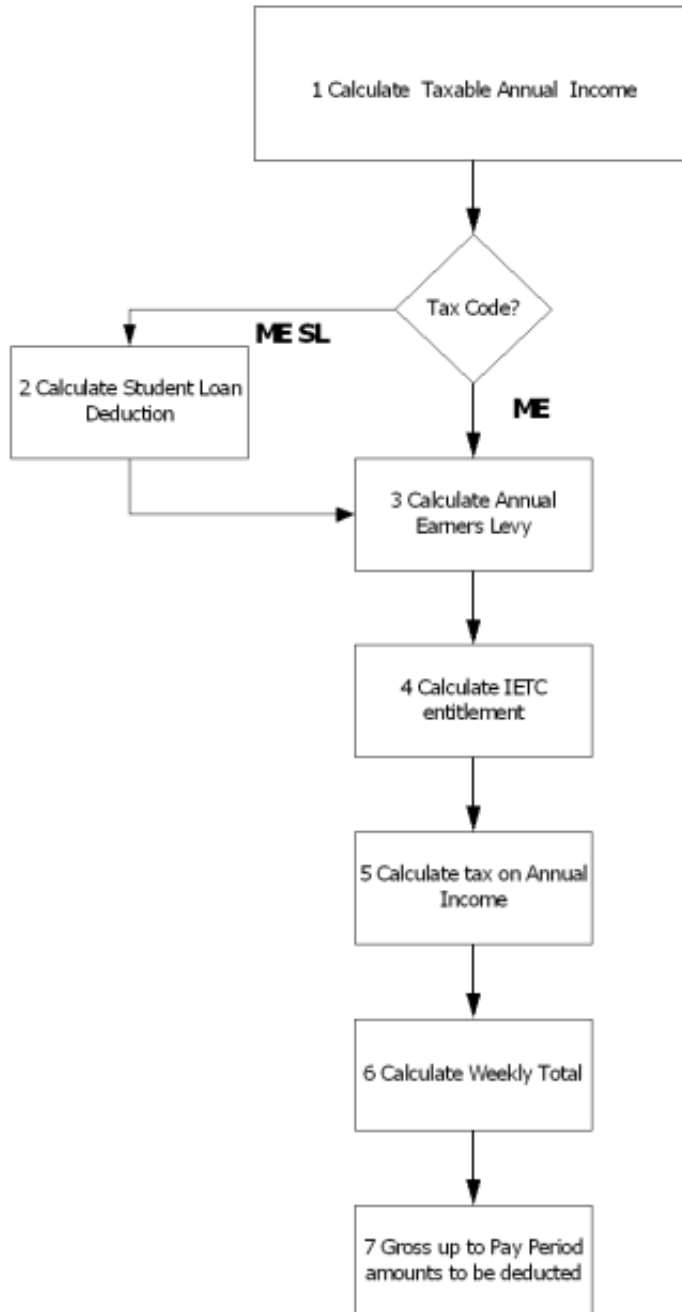 1 Calculate Taxable Annual Income
Tax Code?
ME SL
2 Calculate Student Loan
Deduction
ME
3 Calculate Annual
Earners Levy
4 Calculate IETC
entitlement
5 Calculate tax on Annual
Income
6 Calculate Weekly Total
7 Gross up to Pay Period
amounts to be deducted